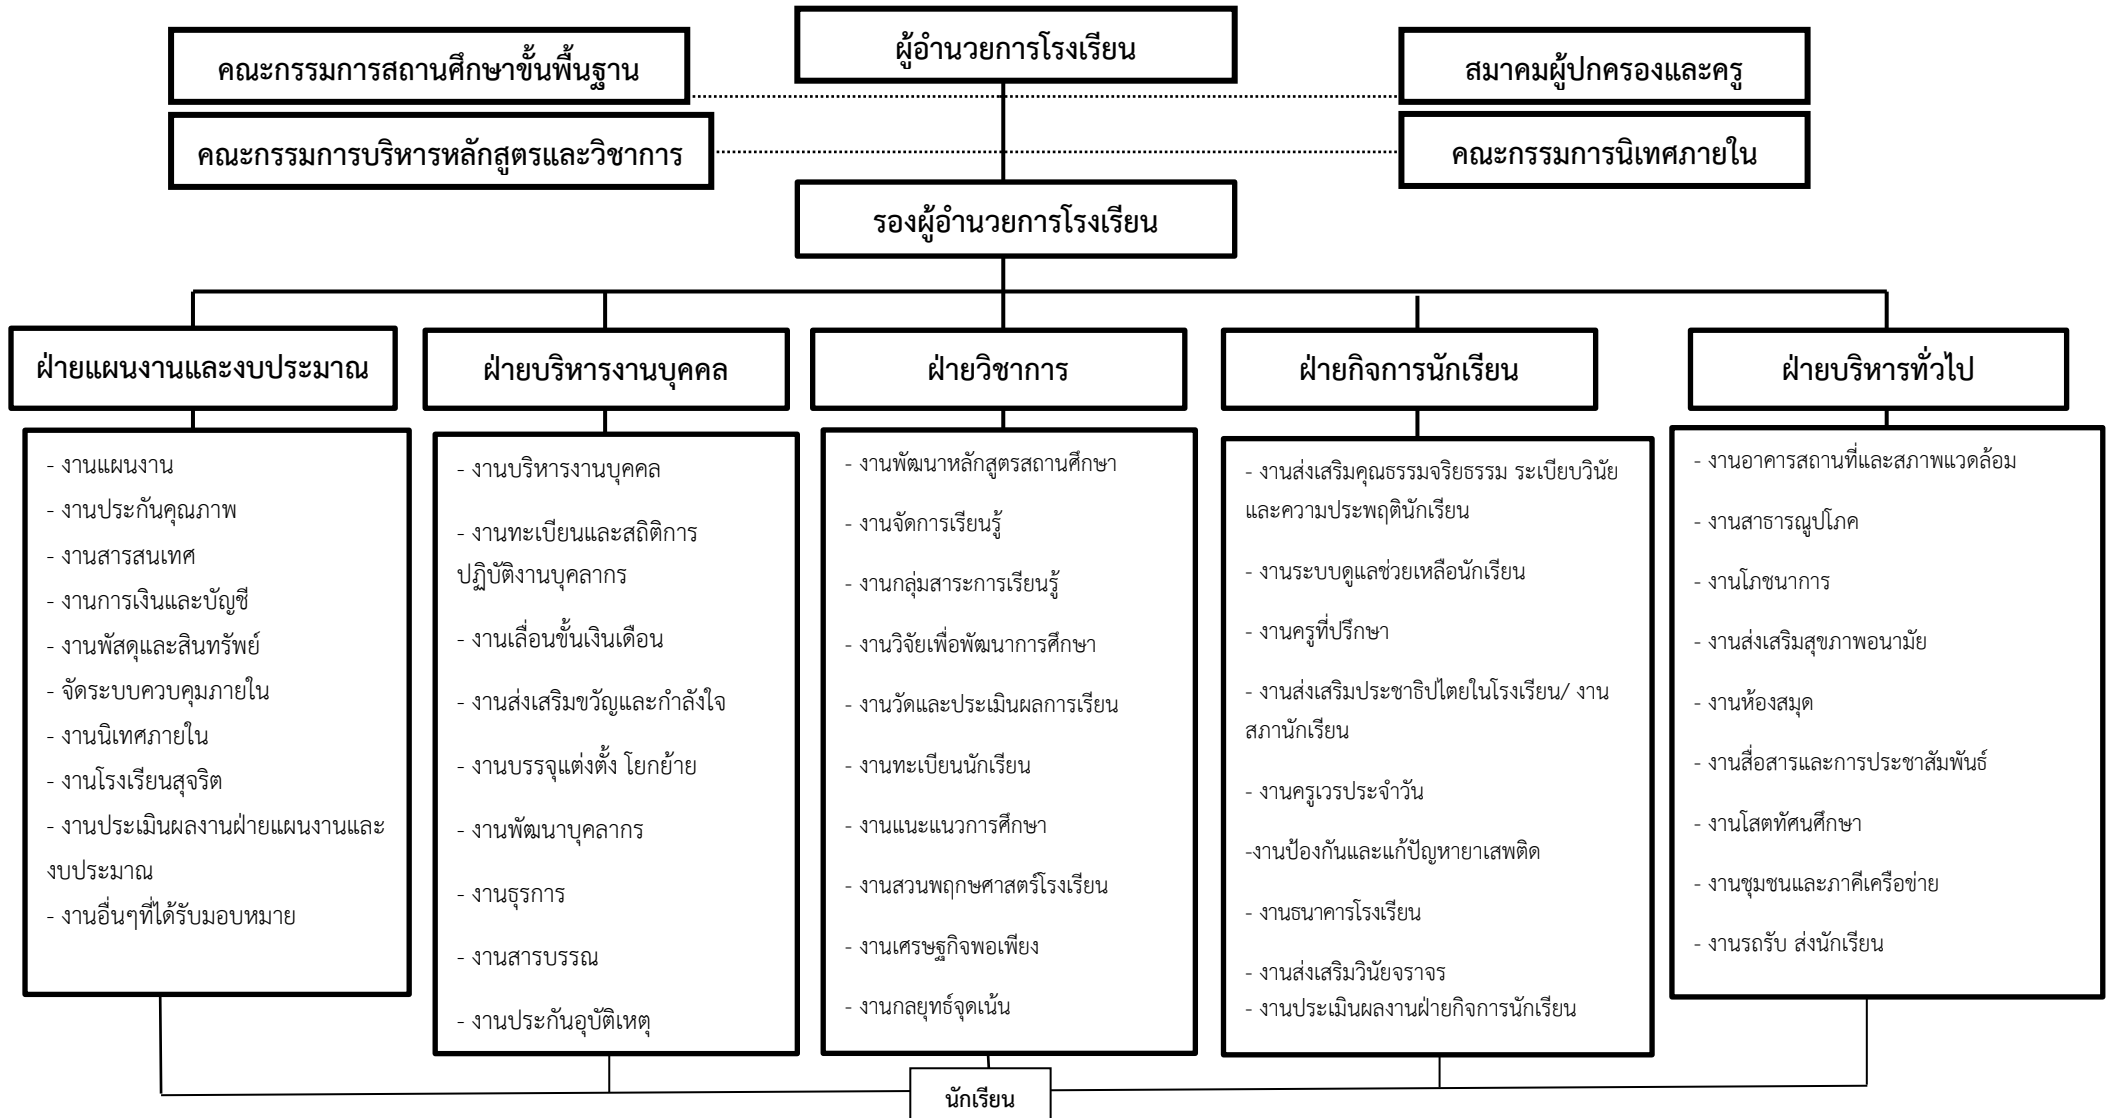 ผู้อำนวยการโรงเรียน
คณะกรรมการสถานศึกษาขั้นพื้นฐาน
สมาคมผู้ปกครองและครู
คณะกรรมการบริหารหลักสูตรและวิชาการ
คณะกรรมการนิเทศภายใน
รองผู้อำนวยการโรงเรียน
ฝ่ายแผนงานและงบประมาณ
- งานแผนงาน
- งานประกันคุณภาพ
- งานสารสนเทศ
- งานการเงินและบัญชี
- งานพัสดุและสินทรัพย์
- จัดระบบควบคุมภายใน
- งานนิเทศภายใน
- งานโรงเรียนสุจริต
- งานประเมินผลงานฝ่ายแผนงานและ
งบประมาณ
- งานอื่นๆที่ได้รับมอบหมาย
ฝ่ายบริหารงานบุคคล
- งานบริหารงานบุคคล
- งานทะเบียนและสถิติการ
ปฏิบัติงานบุคลากร
- งานเลื่อนขั้นเงินเดือน
- งานส่งเสริมขวัญและกำลังใจ
- งานบรรจุแต่งตั้ง โยกย้าย
- งานพัฒนาบุคลากร
- งานธุรการ
- งานสารบรรณ
- งานประกันอุบัติเหตุ
ฝ่ายวิชาการ
- งานพัฒนาหลักสูตรสถานศึกษา
- งานจัดการเรียนรู้
- งานกลุ่มสาระการเรียนรู้
- งานวิจัยเพื่อพัฒนาการศึกษา
- งานวัดและประเมินผลการเรียน
- งานทะเบียนนักเรียน
- งานแนะแนวการศึกษา
- งานสวนพฤกษศาสตร์โรงเรียน
- งานเศรษฐกิจพอเพียง
- งานกลยุทธ์จุดเน้น
ฝ่ายกิจการนักเรียน
- งานส่งเสริมคุณธรรมจริยธรรม ระเบียบวินัย
และความประพฤตินักเรียน
- งานระบบดูแลช่วยเหลือนักเรียน
- งานครูที่ปรึกษา
- งานส่งเสริมประชาธิปไตยในโรงเรียน/ งาน
สภานักเรียน
- งานครูเวรประจำวัน
-งานป้องกันและแก้ปัญหายาเสพติด
- งานธนาคารโรงเรียน
- งานส่งเสริมวินัยจราจร
- งานประเมินผลงานฝ่ายกิจการนักเรียน
ฝ่ายบริหารทั่วไป
- งานอาคารสถานที่และสภาพแวดล้อม
- งานสาธารณูปโภค
- งานโภชนาการ
- งานส่งเสริมสุขภาพอนามัย
- งานห้องสมุด
- งานสื่อสารและการประชาสัมพันธ์
- งานโสตทัศนศึกษา
- งานชุมชนและภาคีเครือข่าย
- งานรถรับ ส่งนักเรียน
นักเรียน